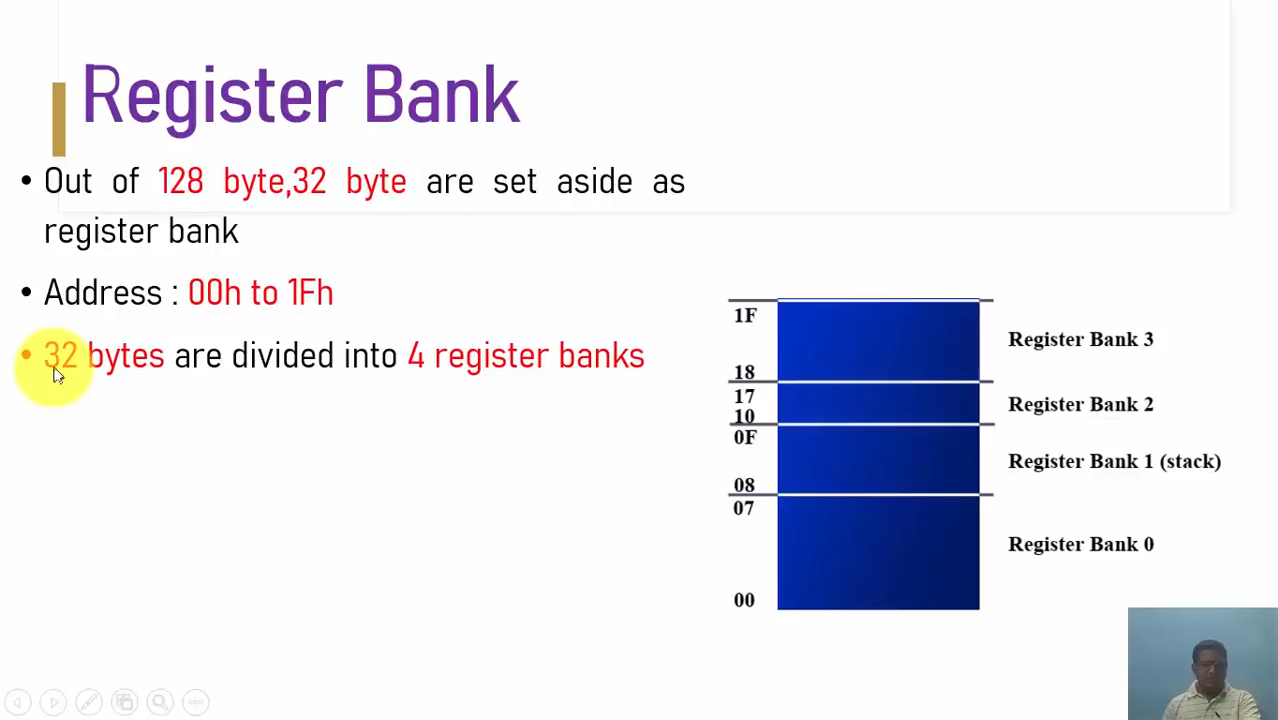 Register Bank
• Out of 128 byte,32 byte are set aside as
register bank
• Address : 00h to 1Fh
• 32 bytes are divided into 4 register banks
1F
Register Bank 3
18
17
Register Bank 2
10
0F
Register Bank 1 (stack)
08
07
Register Bank 0
00